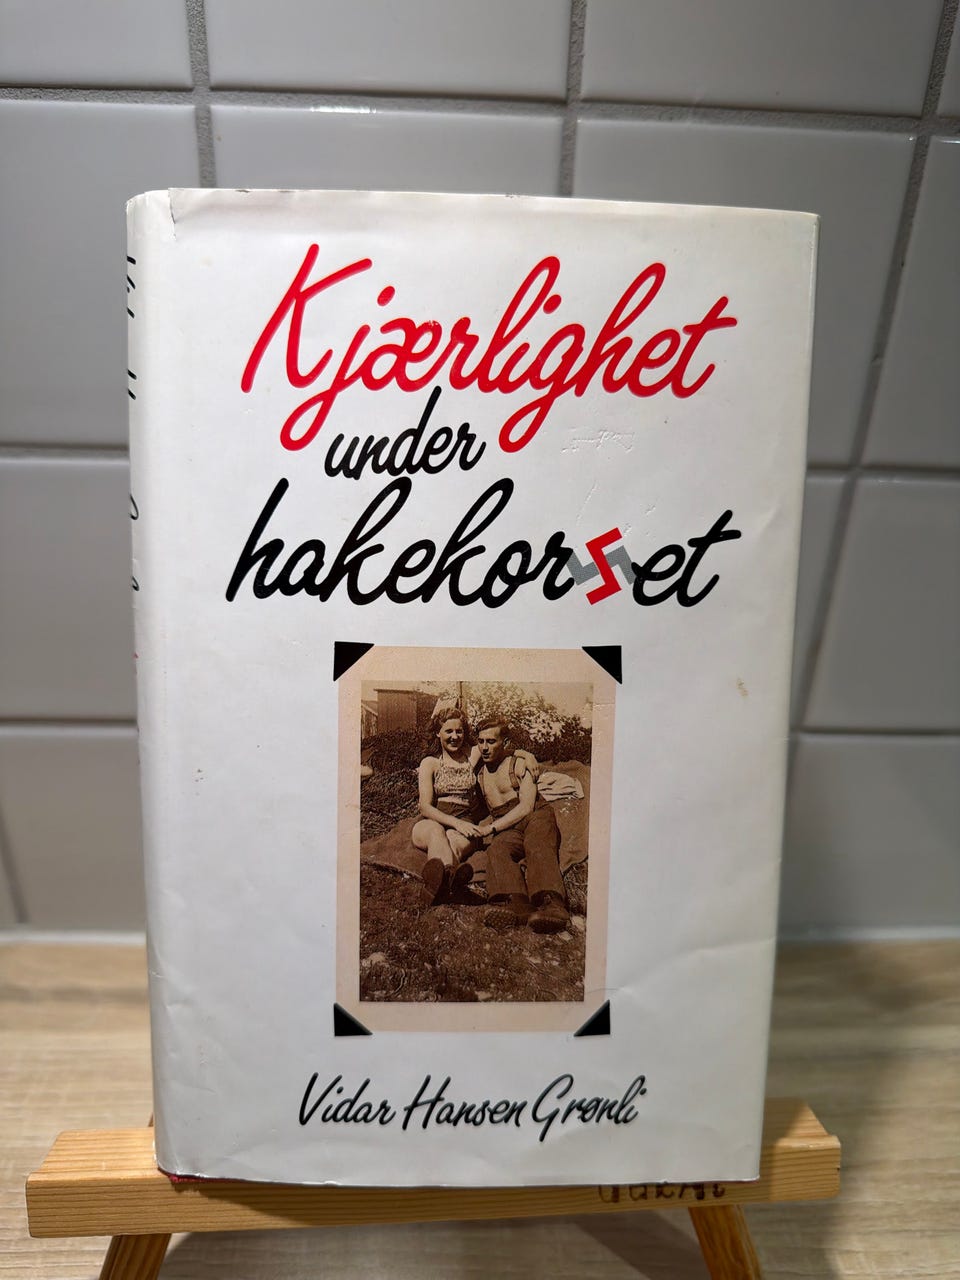 Kjærlighet
under
hakekorset
Vidar Hansen Grønli